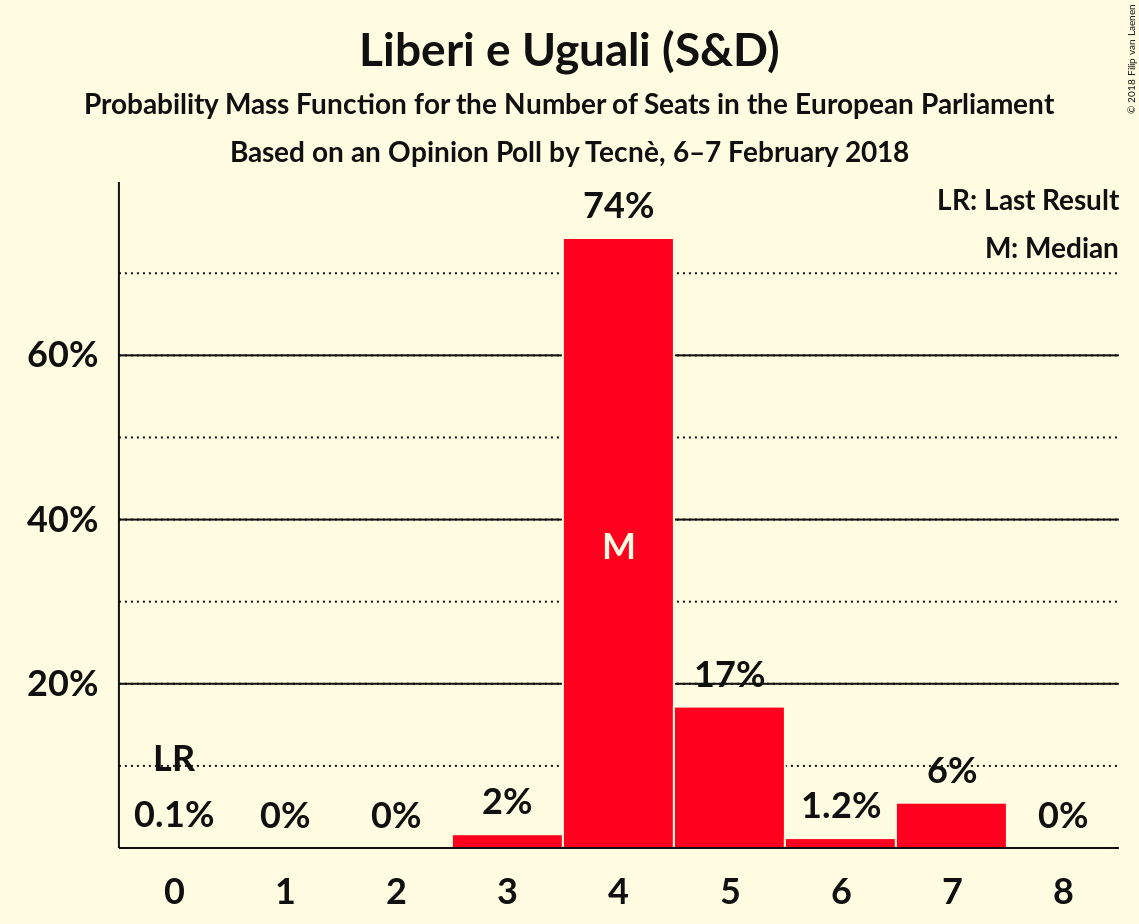 Liberi e Uguali (S&D)
Probability Mass Function for the Number of Seats in the European Parliament
Based on an Opinion Poll by Tecnè, 6–7 February 2018
© 2018 Filip van Laenen
LR: Last Result
M: Median
74%
60%
40%
M
20%
17%
LR
0.1%
0%
0%
2%
1.2%
6%
0%
0 1 2 3 4 5 6 7 8